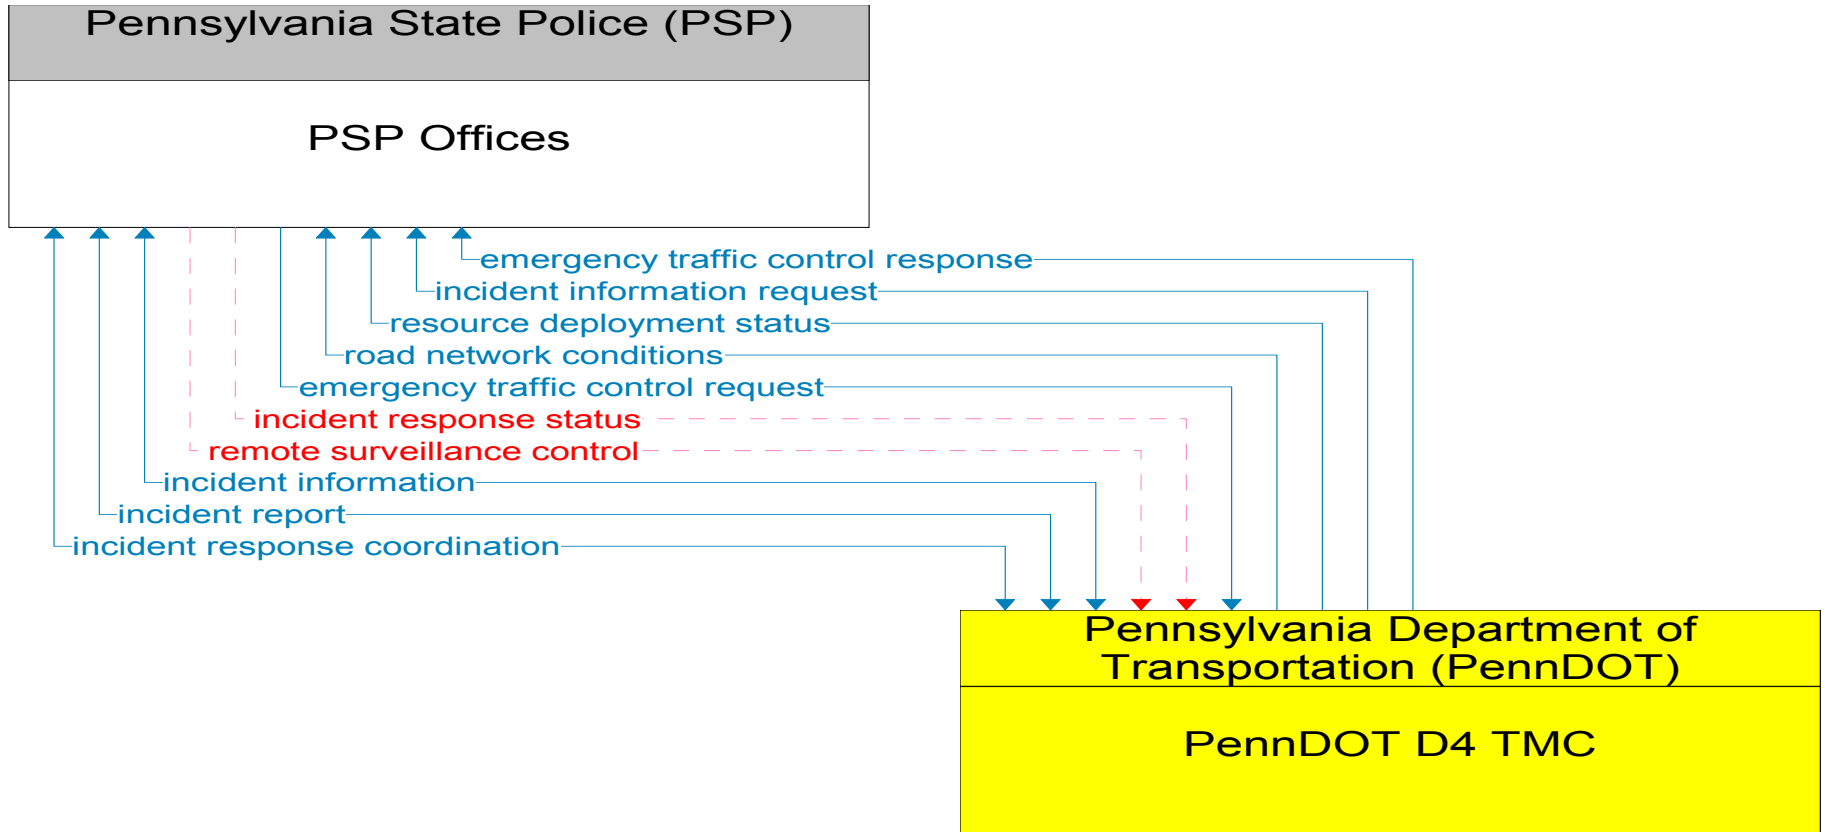 Pennsylvania State Police (PSP)
PSP Offices
emergency traffic control response
incident information request
resource deployment status
road network conditions
emergency traffic control request
incident response status
remote surveillance control
incident information
incident report
incident response coordination
Pennsylvania Department of
Transportation (PennDOT)
PennDOT D4 TMC